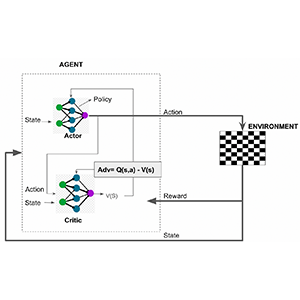 AGENT
Policy
State
Actor
Action
ENVIRONMENT
Adv= Q(s,a) - V(s)
Action
State
V(S)
Critic
Reward
State